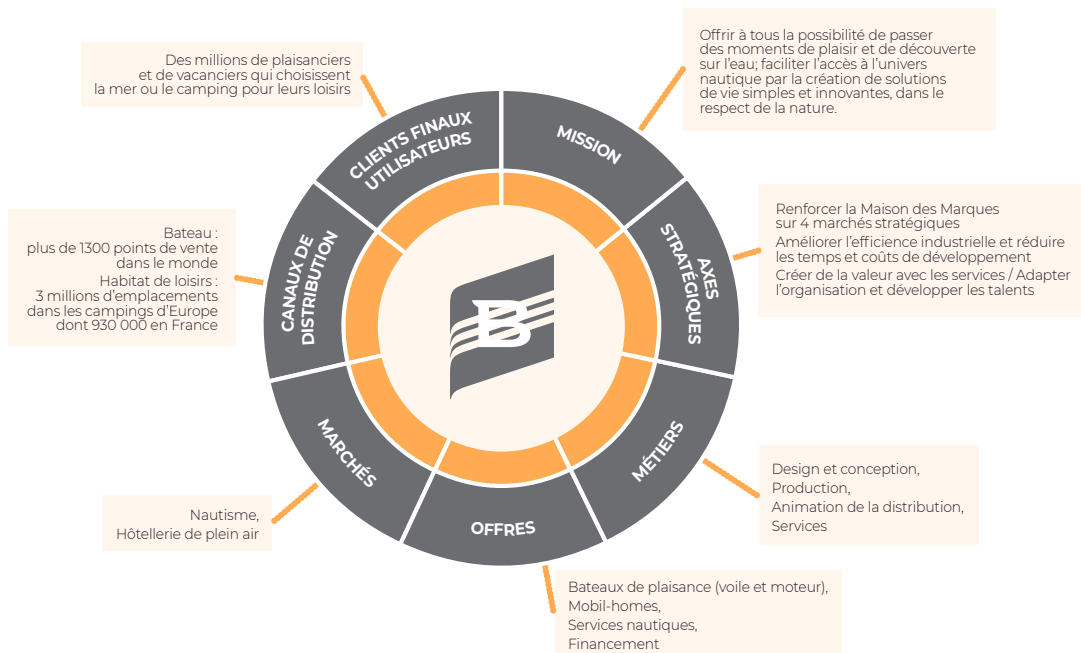 Offrir à tous la possibilité de passer
des moments de plaisir et de découverte
sur l'eau; faciliter l'accès à l'univers
nautique par la création de solutions
de vie simples et innovantes, dans le
respect de la nature.
MISSION
Renforcer la Maison des Marques
sur 4 marchés stratégiques
Améliorer l'efficience industrielle et réduire
les temps et coûts de développement
Créer de la valeur avec les services / Adapter
l'organisation et développer les talents
AXES
STRATÉGIQUES
Design et conception,
Production,
Animation de la distribution,
Services
MÉTIERS
Bateaux de plaisance (voile et moteur),
Mobil-homes,
Services nautiques,
Financement
OFFRES
Nautisme,
Hôtellerie de plein air
MARCHÉS
Bateau :
plus de 1300 points de vente
dans le monde
Habitat de loisirs :
3 millions d'emplacements
dans les campings d'Europe
dont 930 000 en France
CANAUX DE
DISTRIBUTION
Des millions de plaisanciers
et de vacanciers qui choisissent
la mer ou le camping pour leurs loisirs
CLIENTS FINAUX
UTILISATEURS
B